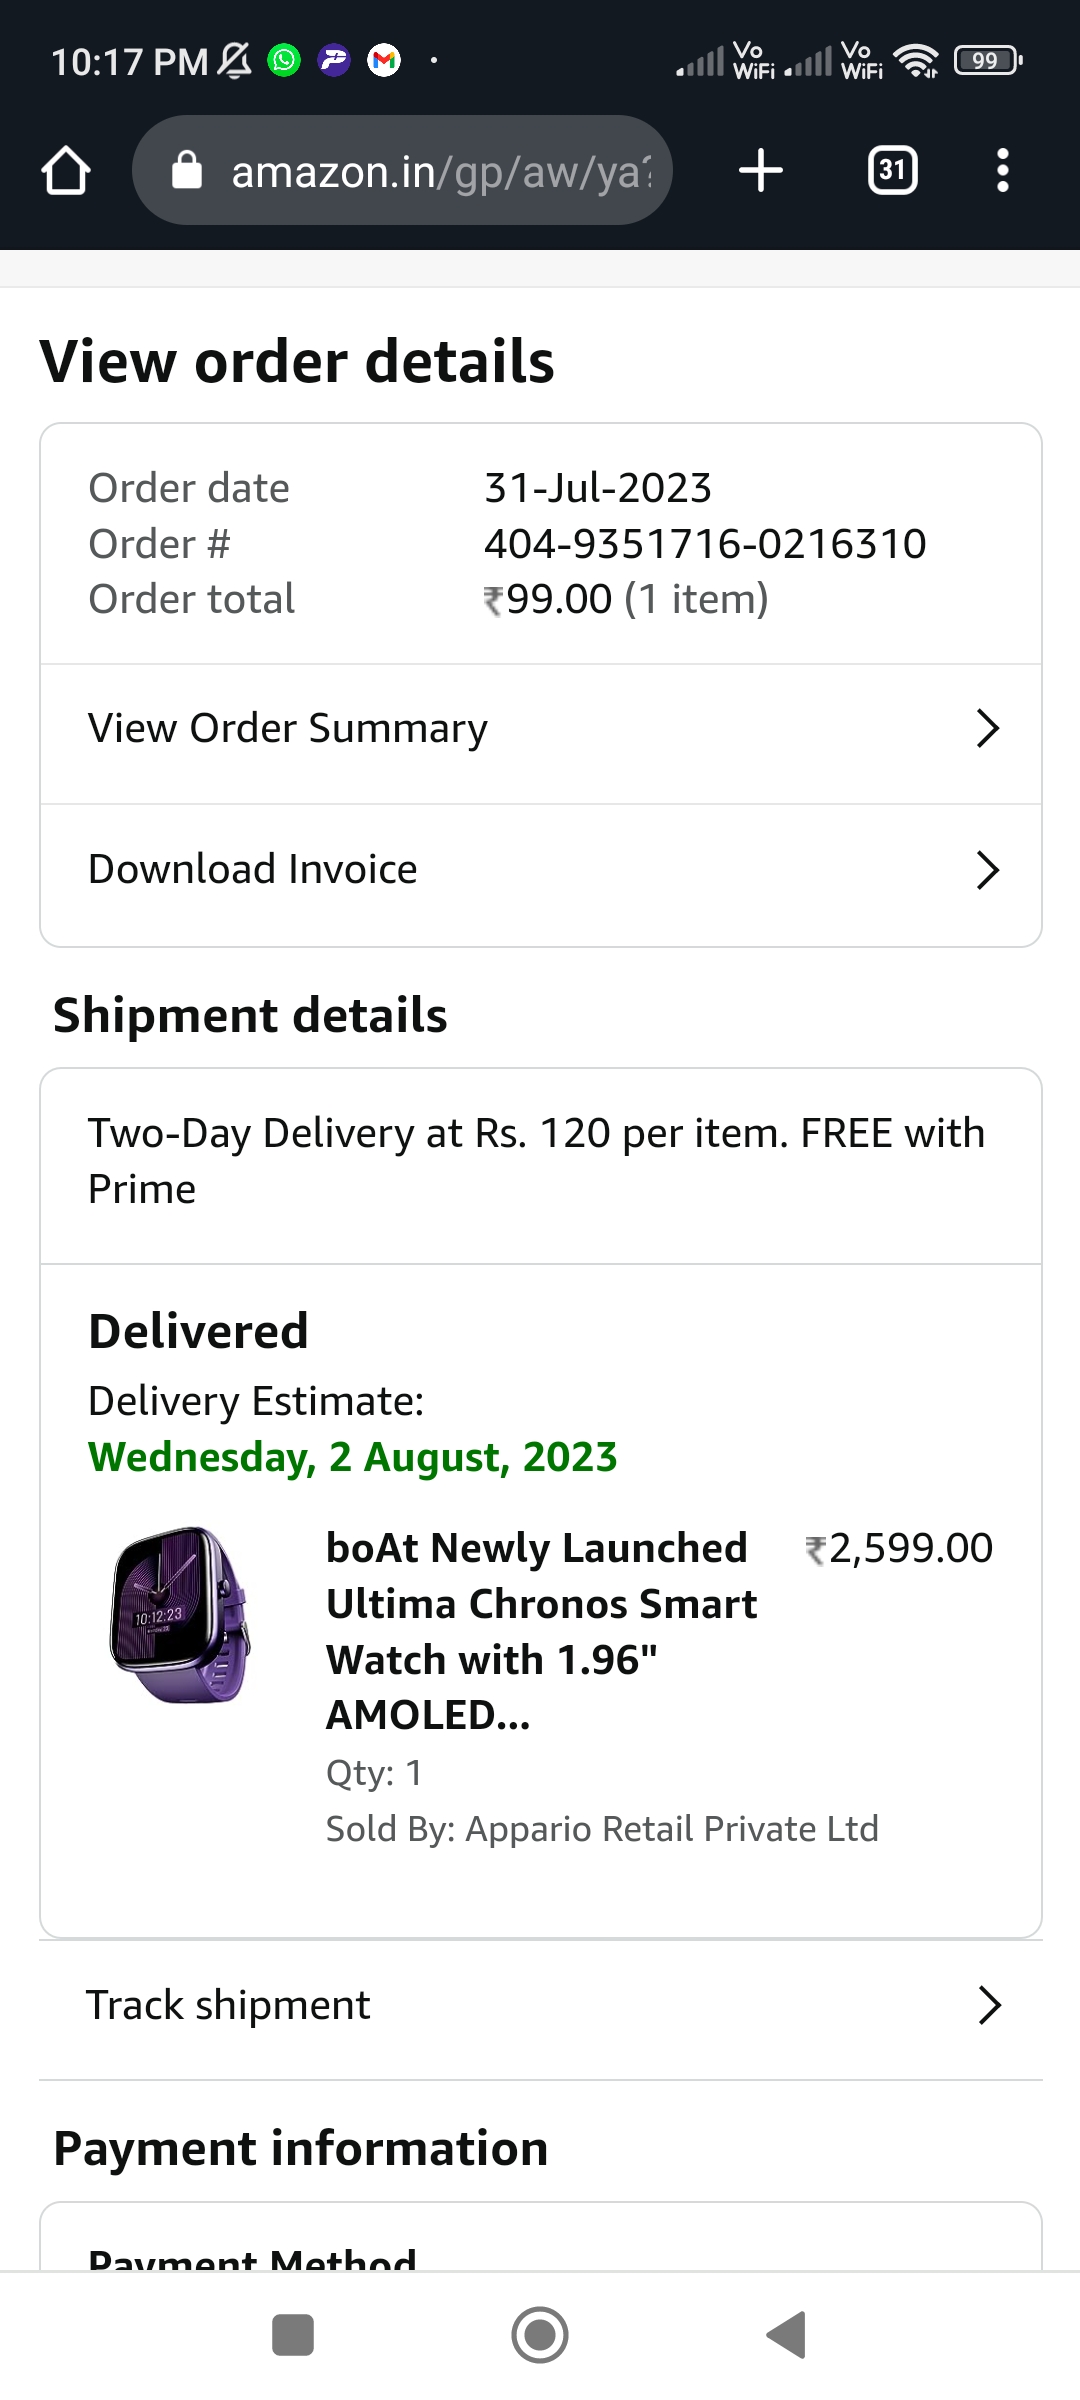 10:17 PM
Vo WiFi Vo WiFi 99
amazon.in/gp/aw/ya?
31
View order details
Order date 31-Jul-2023
Order # 404-9351716-0216310
Order total ₹99.00 (1 item)
View Order Summary
Download Invoice
Shipment details
Two-Day Delivery at Rs. 120 per item. FREE with
Prime
Delivered
Delivery Estimate:
Wednesday, 2 August, 2023
10:12:23
boAt Newly Launched ₹2,599.00
Ultima Chronos Smart
Watch with 1.96"
AMOLED...
Qty: 1
Sold By: Appario Retail Private Ltd
Track shipment
Payment information
Payment Method